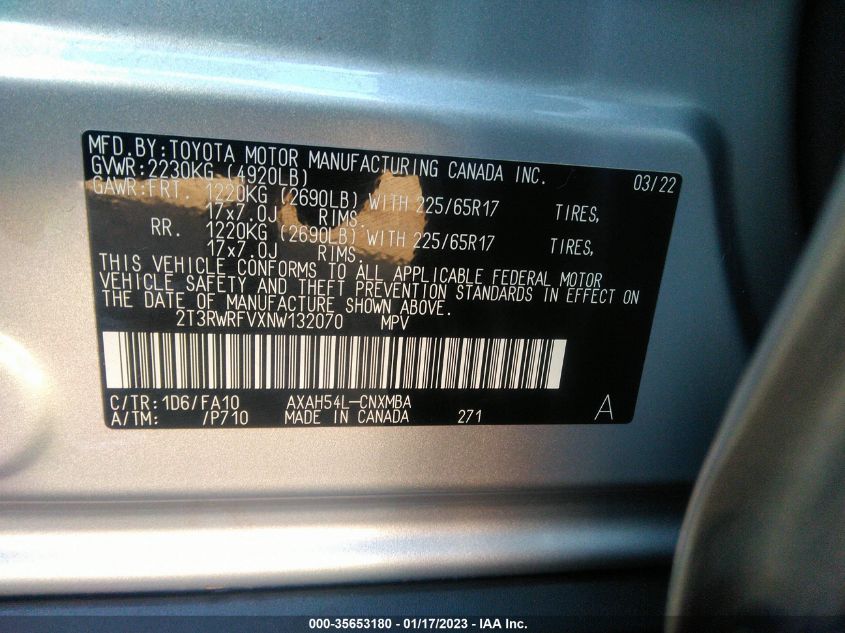 MFD.BY:TOYOTA MOTOR MANUFACTURING CANADA INC. 03/22
GVWR:2230KG (4920LB)
GAWR:FRT. 1220KG (2690LB) WITH 225/65R17 TIRES,
17x7.0J RIMS.
RR. 1220KG (2690LB) WITH 225/65R17 TIRES,
17x7.0J RIMS.
THIS VEHICLE CONFORMS TO ALL APPLICABLE FEDERAL MOTOR
VEHICLE SAFETY AND THEFT PREVENTION STANDARDS IN EFFECT ON
THE DATE OF MANUFACTURE SHOWN ABOVE.
2T3RWRFVXNW132070 MPV
C/TR:1D6/FA10 AXAH54L-CNXMBA
A/TM: /P710 MADE IN CANADA 271 A
000-35653180 - 01/17/2023 - IAA Inc.